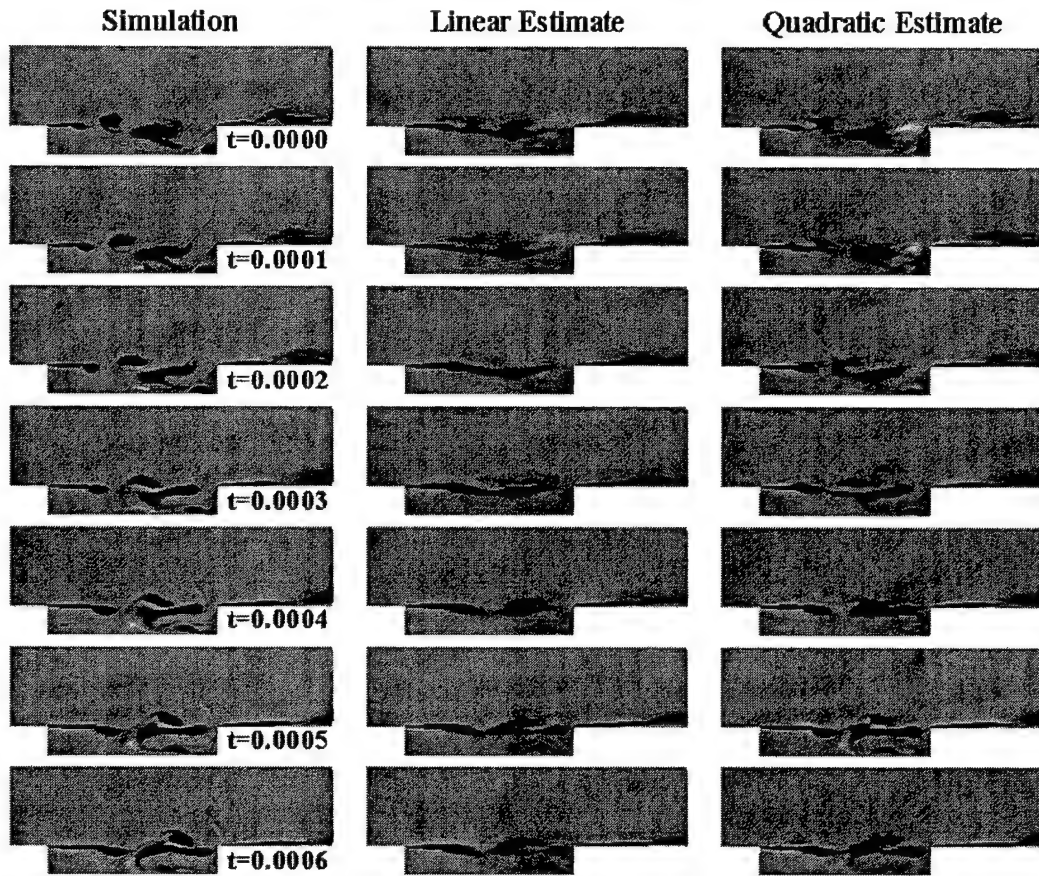 Simulation
Linear Estimate
Quadratic Estimate
t=0.0000
t=0.0001
t=0.0002
t=0.0003
t=0.0004
t=0.0005
t=0.0006